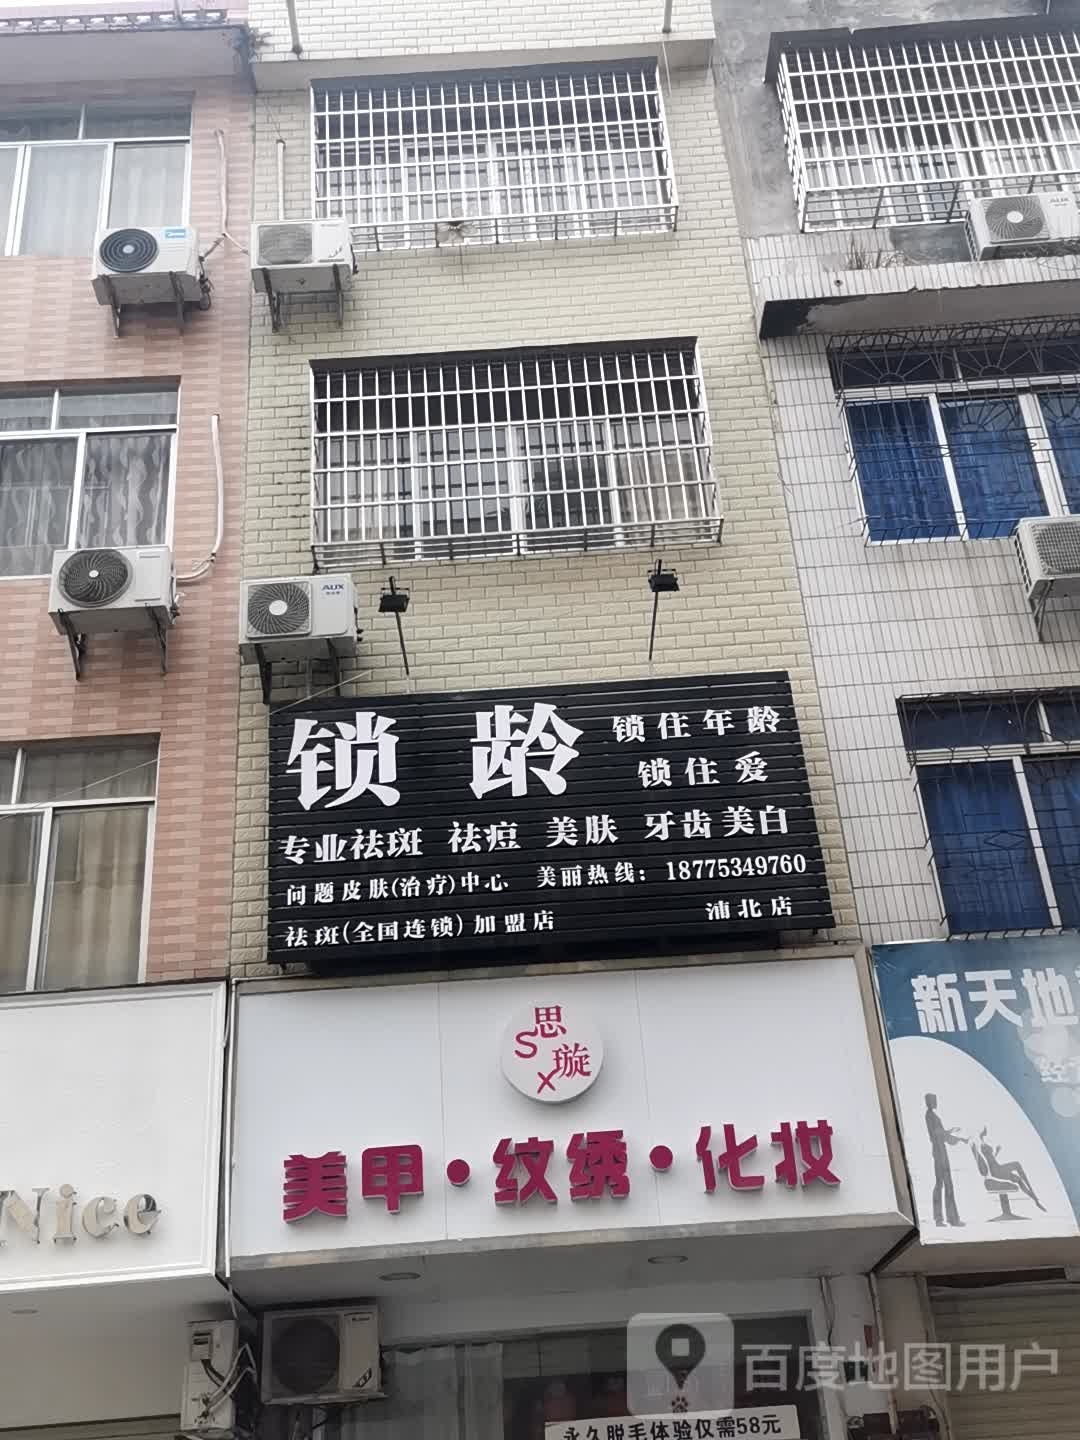 锁龄
锁住年龄
锁住爱
专业祛斑 祛痘 美肤 牙齿美白
问题皮肤(治疗)中心 美丽热线：18775349760
祛斑(全国连锁)加盟店 浦北店
思璇
SX
美甲·纹绣·化妆
新天地
Nice
AUX
AUX
永久脱毛体验仅需58元
百度地图用户